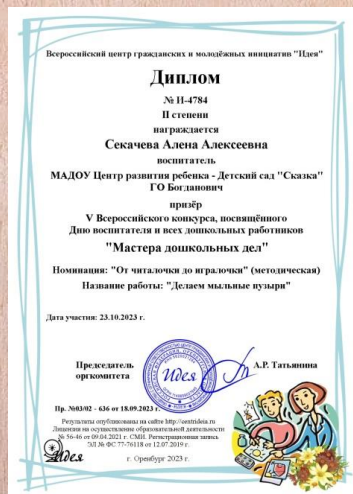 Всероссийский центр гражданских и молодёжных инициатив "Идея"
Диплом
№ И-4784
II степени
награждается
Секачева Алена Алексеевна
воспитатель
МАДОУ Центр развития ребенка - Детский сад "Сказка"
ГО Богданович
призёр
V Всероссийского конкурса, посвящённого
Дню воспитателя и всех дошкольных работников
"Мастера дошкольных дел"
Номинация: "От читалочки до игралочки" (методическая)
Название работы: "Делаем мыльные пузыри"
Дата участия: 23.10.2023 г.
Председатель
оргкомитета
Идея
А.Р. Татьянина
Пр. №03/02 - 636 от 18.09.2023 г.
Результаты опубликованы на сайте http://centrideia.ru
Лицензия на осуществление образовательной деятельности
№ 56-46 от 09.04.2021 г. СМИ. Регистрационная запись
ЭЛ № ФС 77-76118 от 12.07.2019 г.
Идея
г. Оренбург 2023 г.